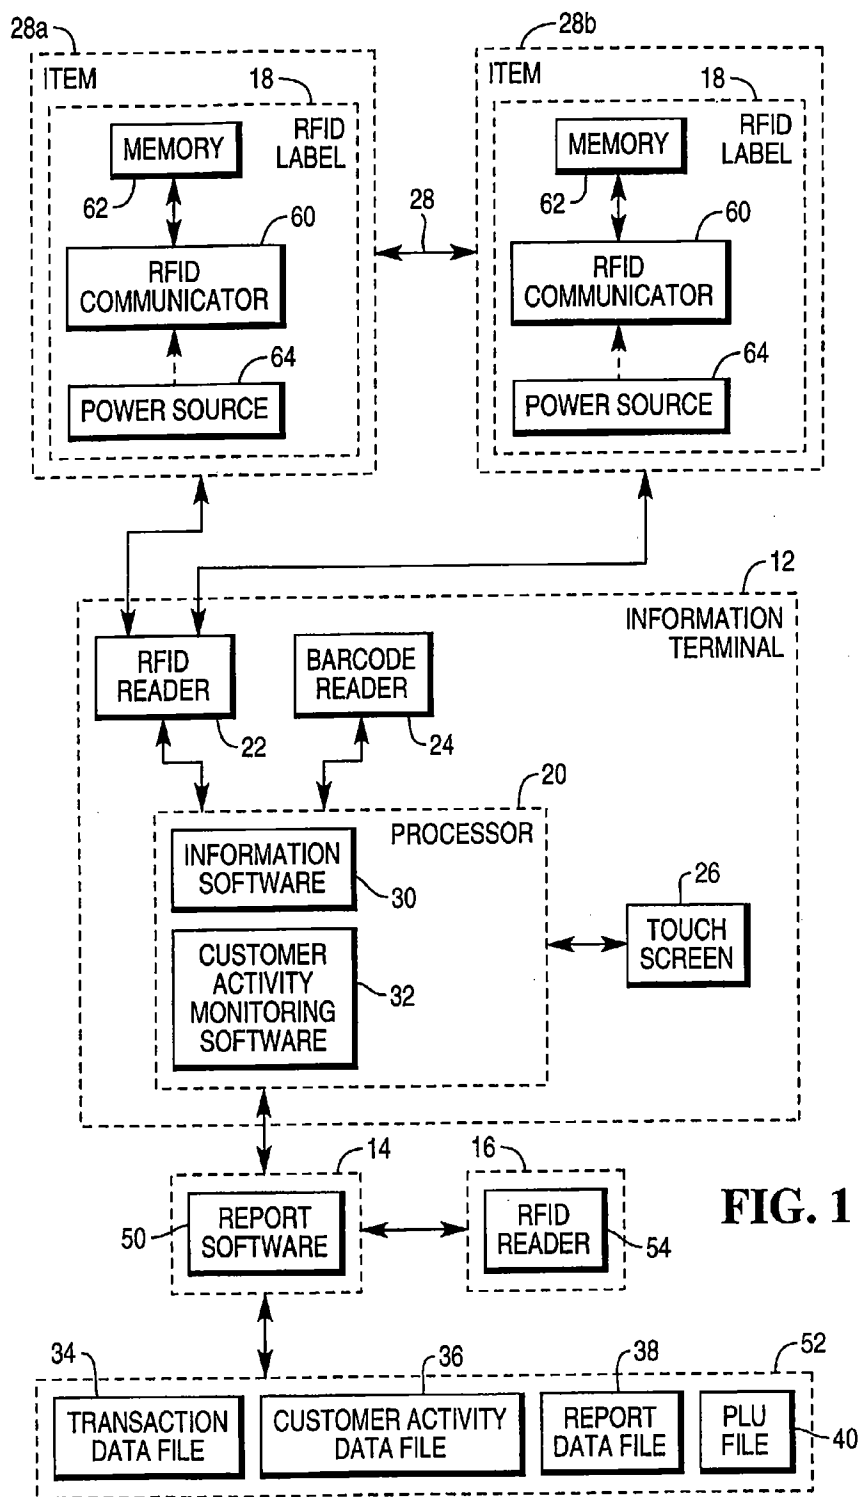 28a
ITEM
18
RFID
LABEL
MEMORY
62
60
RFID
COMMUNICATOR
64
POWER SOURCE
28
28b
ITEM
18
RFID
LABEL
MEMORY
62
60
RFID
COMMUNICATOR
64
POWER SOURCE
12
INFORMATION
TERMINAL
RFID
READER
22
BARCODE
READER
24
20
PROCESSOR
INFORMATION
SOFTWARE
30
CUSTOMER
ACTIVITY
MONITORING
SOFTWARE
32
26
TOUCH
SCREEN
14
50
REPORT
SOFTWARE
16
RFID
READER
54
FIG. 1
34
TRANSACTION
DATA FILE
36
CUSTOMER ACTIVITY
DATA FILE
38
REPORT
DATA FILE
52
PLU
FILE
40